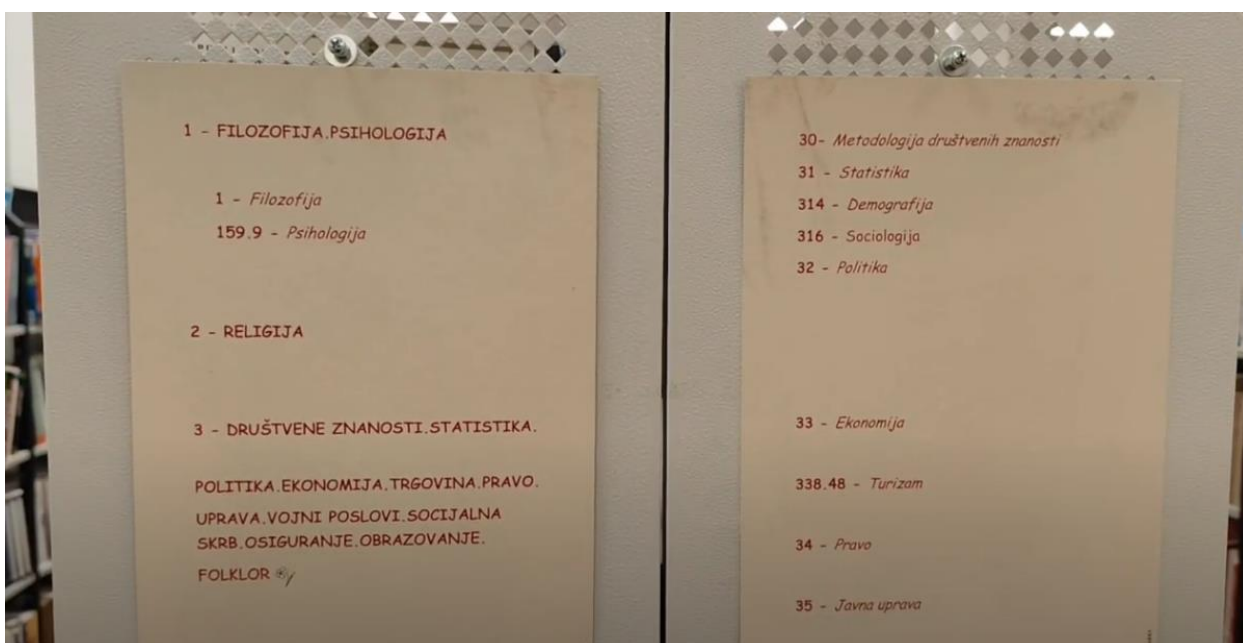 1 - FILOZOFIJA.PSIHOLOGIJA
1 - Filozofija
159.9 - Psihologija
2 - RELIGIJA
3 - DRUŠTVENE ZNANOSTI.STATISTIKA.
POLITIKA.EKONOMIJA.TRGOVINA.PRAVO.
UPRAVA.VOJNI POSLOVI.SOCIJALNA
SKRB.OSIGURANJE.OBRAZOVANJE.
FOLKLOR
30- Metodologija društvenih znanosti
31 - Statistika
314 - Demografija
316 - Sociologija
32 - Politika
33 - Ekonomija
338.48 - Turizam
34 - Pravo
35 - Javna uprava